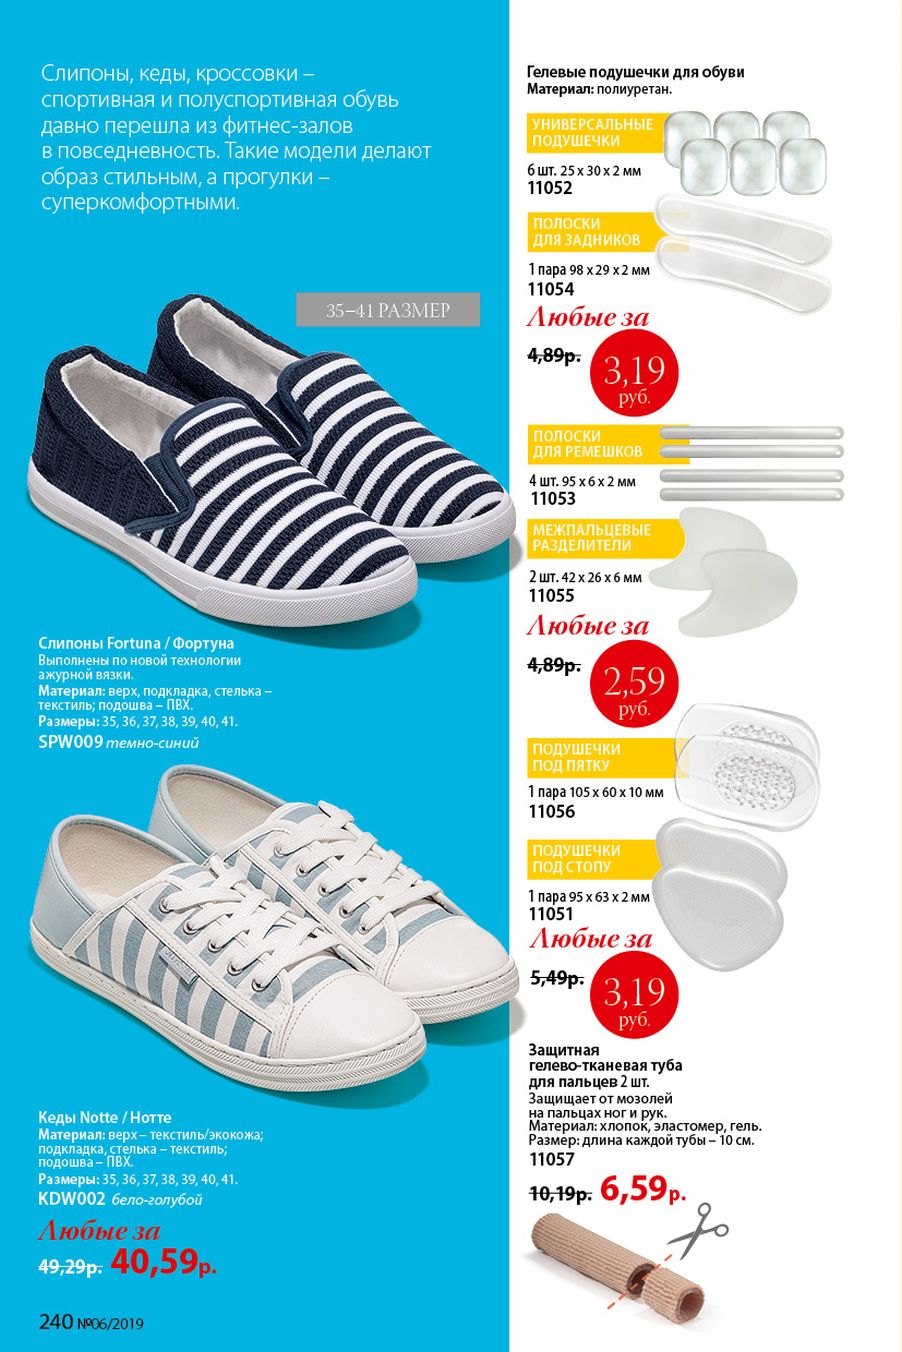 Слипоны, кеды, кроссовки –
спортивная и полуспортивная обувь
давно перешла из фитнес-залов
в повседневность. Такие модели делают
образ стильным, а прогулки –
суперкомфортными.
35–41 РАЗМЕР
Слипоны Fortuna / Фортуна
Выполнены по новой технологии
ажурной вязки.
Материал: верх, подкладка, стелька –
текстиль; подошва – ПВХ.
Размеры: 35, 36, 37, 38, 39, 40, 41.
SPW009 темно-синий
Кеды Notte / Нотте
Материал: верх – текстиль/экокожа;
подкладка, стелька – текстиль;
подошва – ПВХ.
Размеры: 35, 36, 37, 38, 39, 40, 41.
KDW002 бело-голубой
Любые за
49,29р. 40,59р.
240 №06/2019
Гелевые подушечки для обуви
Материал: полиуретан.
УНИВЕРСАЛЬНЫЕ
ПОДУШЕЧКИ
6 шт. 25 х 30 х 2 мм
11052
ПОЛОСКИ
ДЛЯ ЗАДНИКОВ
1 пара 98 х 29 х 2 мм
11054
Любые за
4,89р.
3,19
руб.
ПОЛОСКИ
ДЛЯ РЕМЕШКОВ
4 шт. 95 х 6 х 2 мм
11053
МЕЖПАЛЬЦЕВЫЕ
РАЗДЕЛИТЕЛИ
2 шт. 42 х 26 х 6 мм
11055
Любые за
4,89р.
2,59
руб.
ПОДУШЕЧКИ
ПОД ПЯТКУ
1 пара 105 х 60 х 10 мм
11056
ПОДУШЕЧКИ
ПОД СТОПУ
1 пара 95 х 63 х 2 мм
11051
Любые за
5,49р.
3,19
руб.
Защитная
гелево-тканевая туба
для пальцев 2 шт.
Защищает от мозолей
на пальцах ног и рук.
Материал: хлопок, эластомер, гель.
Размер: длина каждой тубы – 10 см.
11057
10,19р. 6,59р.